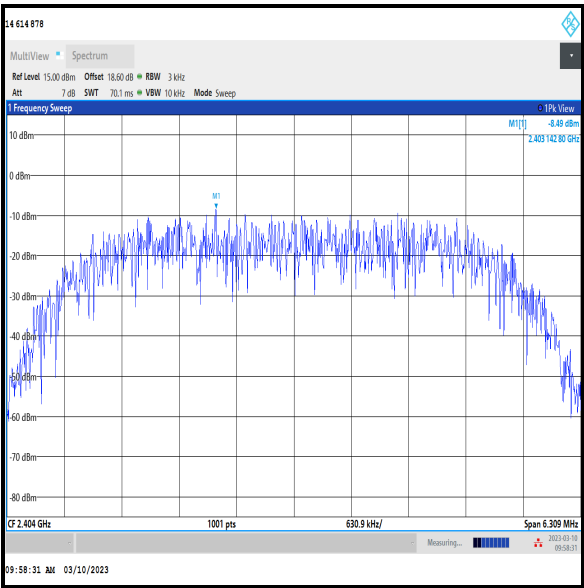 14 614 878
R&S
MultiView Spectrum
Ref Level 15.00 dBm Offset 18.60 dB RBW 3 kHz
Att 7 dB SWT 70.1 ms VBW 10 kHz Mode Sweep
1 Frequency Sweep 1Pk View
M1[1] -8.49 dBm
2.403 142 80 GHz
10 dBm
0 dBm
M1
-10 dBm
-20 dBm
-30 dBm
-40 dBm
-50 dBm
-60 dBm
-70 dBm
-80 dBm
CF 2.404 GHz 1001 pts 630.9 kHz/ Span 6.309 MHz
Measuring... 2023-03-10
09:58:31
09:58:31 AM 03/10/2023